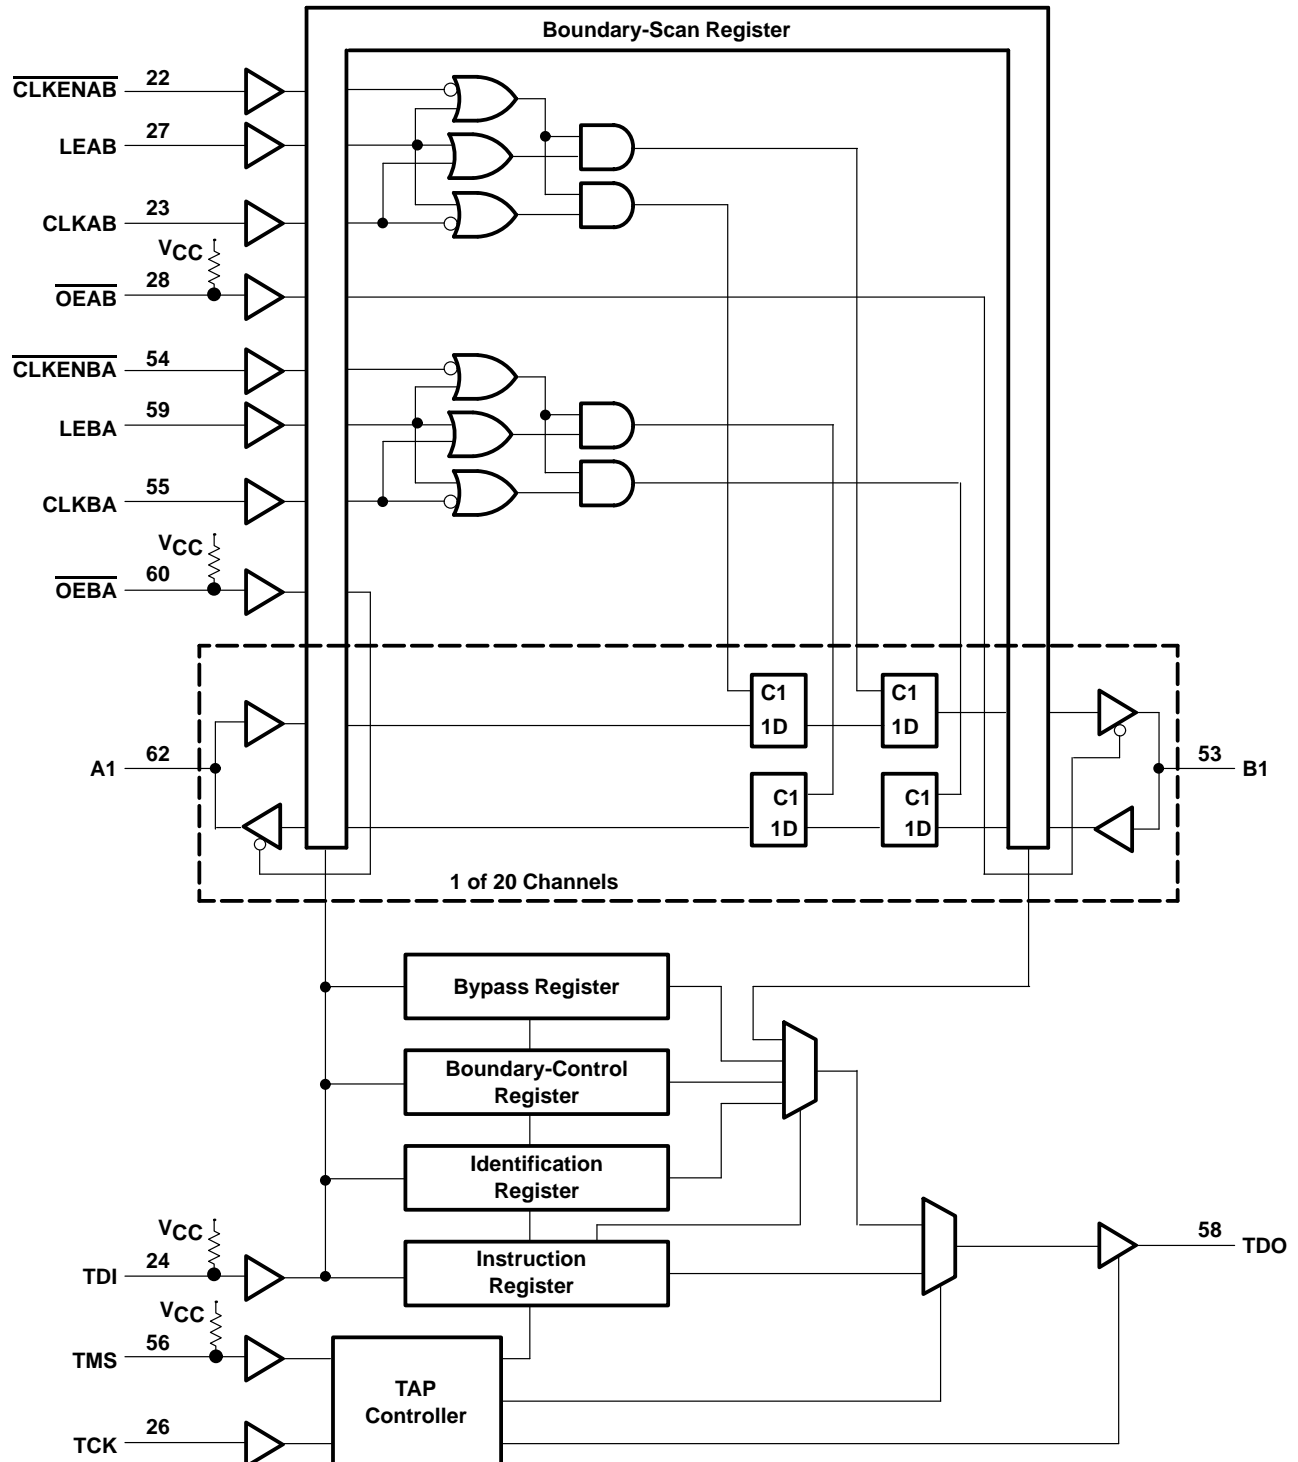 Boundary-Scan Register
CLKENAB 22
LEAB 27
CLKAB 23
VCC
OEAB 28
CLKENBA 54
LEBA 59
CLKBA 55
VCC
OEBA 60
C1 C1
1D 1D
A1 62 53 B1
C1 C1
1D 1D
1 of 20 Channels
Bypass Register
Boundary-Control
Register
Identification
Register
VCC
TDI 24
Instruction
Register
58 TDO
VCC
TMS 56
TAP
Controller
TCK 26